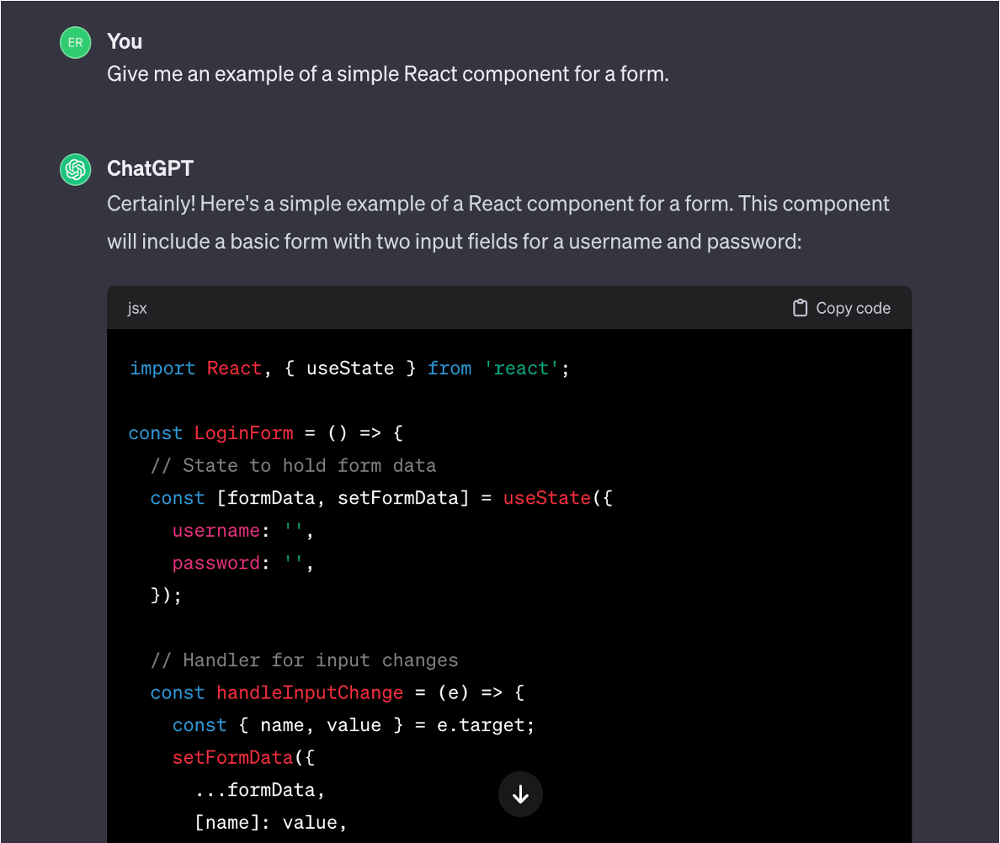 ER
You
Give me an example of a simple React component for a form.
ChatGPT
Certainly! Here's a simple example of a React component for a form. This component
will include a basic form with two input fields for a username and password:
jsx
Copy code
import React, { useState } from 'react';
const LoginForm = () => {
  // State to hold form data
  const [formData, setFormData] = useState({
    username: '',
    password: '',
  });
  // Handler for input changes
  const handleInputChange = (e) => {
    const { name, value } = e.target;
    setFormData({
      ...formData,
      [name]: value,